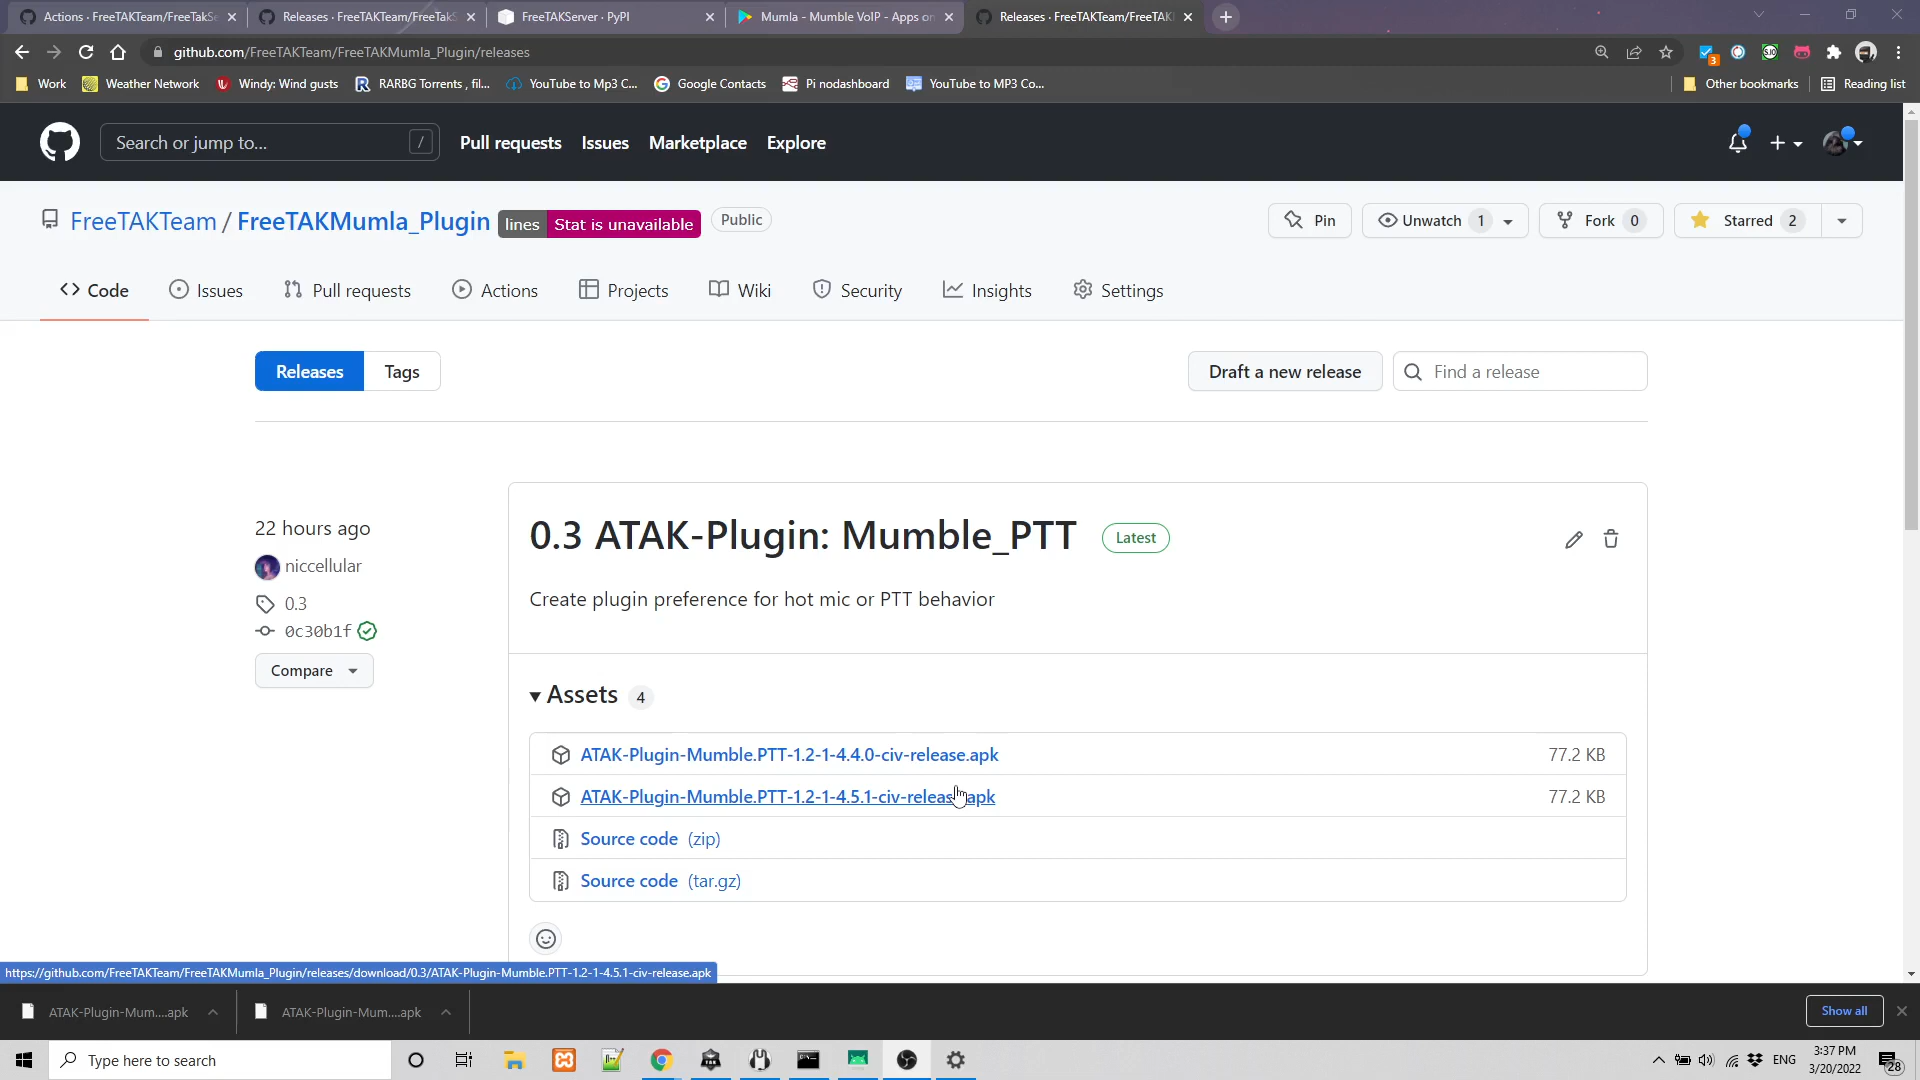 Actions · FreeTAKTeam/FreeTakSe
Releases · FreeTAKTeam/FreeTakS
FreeTAKServer · PyPI
Mumla - Mumble VoIP - Apps on
Releases · FreeTAKTeam/FreeTAKI
github.com/FreeTAKTeam/FreeTAKMumla_Plugin/releases
3
Work
Weather Network
Windy: Wind gusts
RARBG Torrents , fil...
YouTube to Mp3 C...
Google Contacts
Pi nodashboard
YouTube to MP3 Co...
Other bookmarks
Reading list
Search or jump to...
/
Pull requests
Issues
Marketplace
Explore
FreeTAKTeam / FreeTAKMumla_Plugin
lines Stat is unavailable
Public
Pin
Unwatch 1
Fork 0
Starred 2
Code
Issues
Pull requests
Actions
Projects
Wiki
Security
Insights
Settings
Releases
Tags
Draft a new release
Find a release
22 hours ago
niccellular
0.3
0c30b1f
Compare
0.3 ATAK-Plugin: Mumble_PTT
Latest
Create plugin preference for hot mic or PTT behavior
Assets 4
ATAK-Plugin-Mumble.PTT-1.2-1-4.4.0-civ-release.apk
77.2 KB
ATAK-Plugin-Mumble.PTT-1.2-1-4.5.1-civ-release.apk
77.2 KB
Source code (zip)
Source code (tar.gz)
https://github.com/FreeTAKTeam/FreeTAKMumla_Plugin/releases/download/0.3/ATAK-Plugin-Mumble.PTT-1.2-1-4.5.1-civ-release.apk
ATAK-Plugin-Mum....apk
ATAK-Plugin-Mum....apk
Show all
Type here to search
ENG
3:37 PM
3/20/2022
28